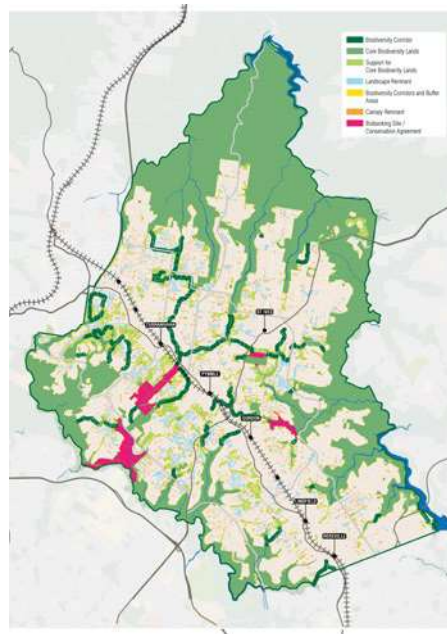 Biodiversity Corridor
Core Biodiversity Lands
Support for
Core Biodiversity Lands
Landscape Remnant
Biodiversity Corridors and Buffer
Areas
Canopy Remnant
Biobanking Site /
Conservation Agreement
ST IVES
TURRAMURRA
PYMBLE
GORDON
LINDFIELD
ROSEVILLE